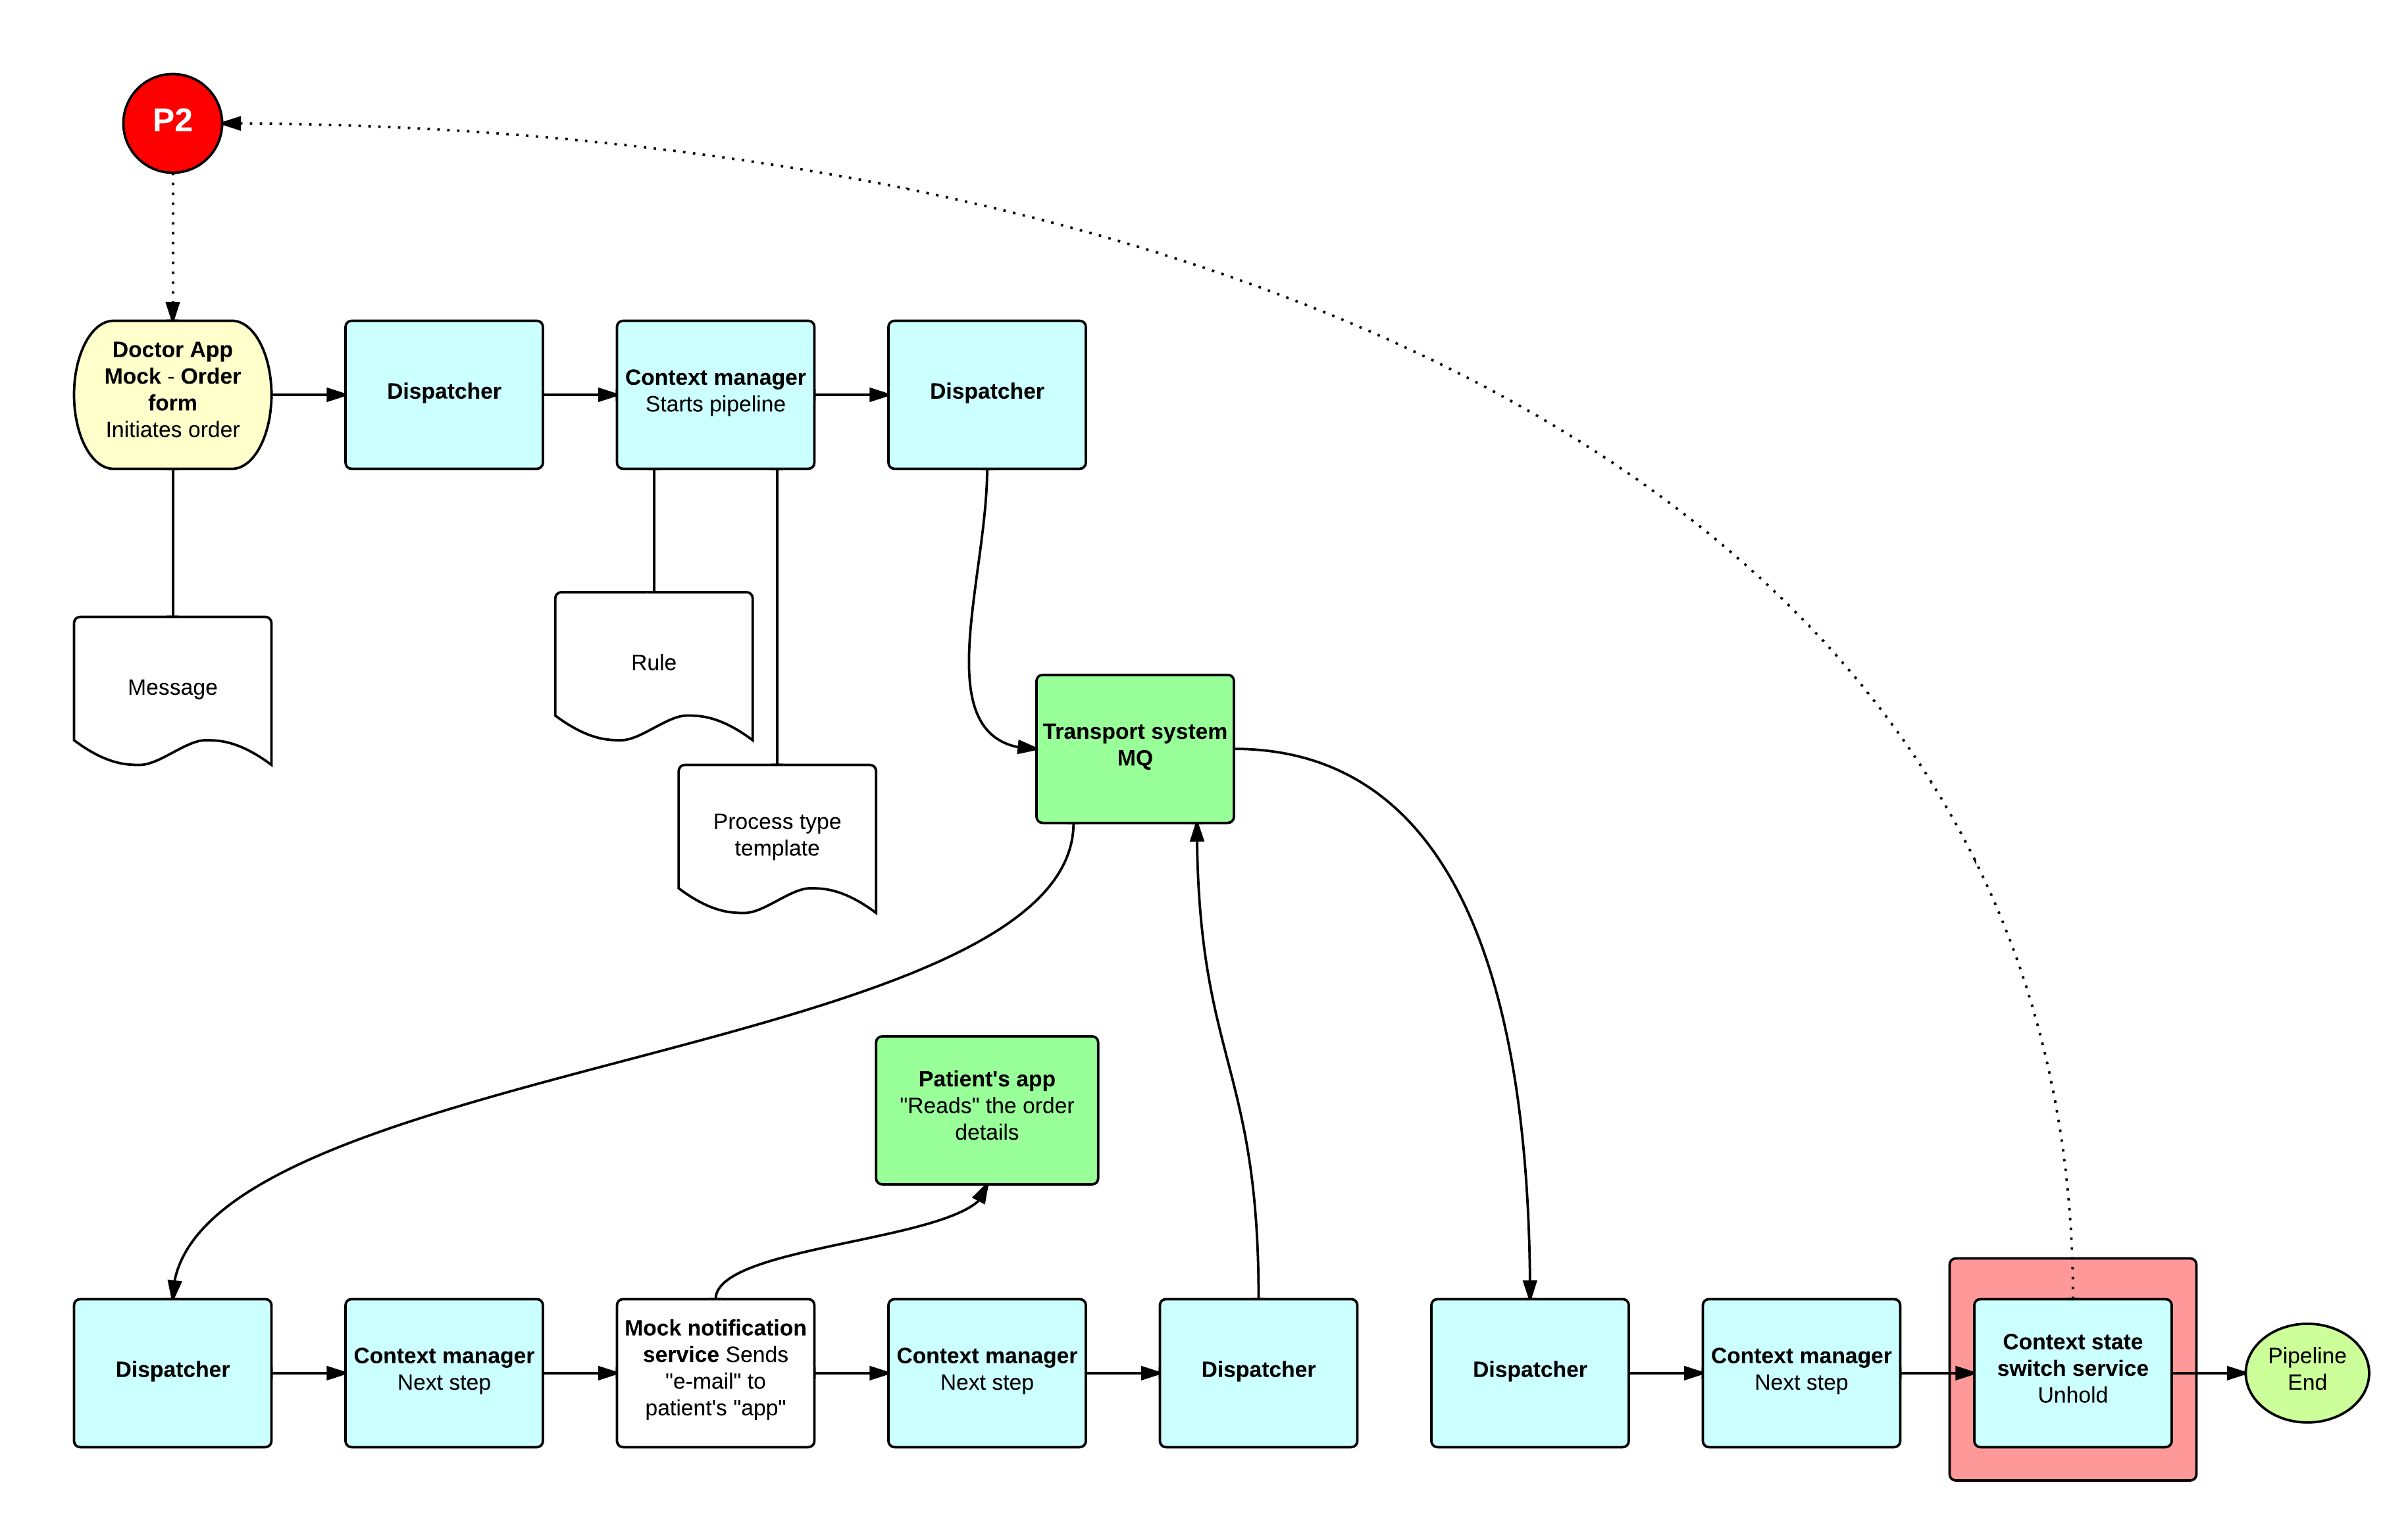 P2
Doctor App
Mock - Order
form
Initiates order
Dispatcher
Context manager
Starts pipeline
Dispatcher
Message
Rule
Process type
template
Transport system
MQ
Patient's app
"Reads" the order
details
Dispatcher
Context manager
Next step
Mock notification
service Sends
"e-mail" to
patient's "app"
Context manager
Next step
Dispatcher
Dispatcher
Context manager
Next step
Context state
switch service
Unhold
Pipeline
End